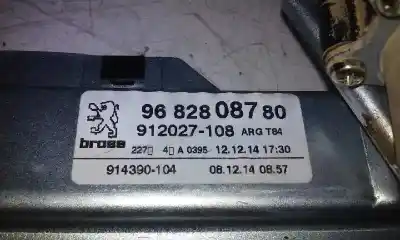 96 828 087 80
912027-108 ARG T84
brose
227▯ 4▯ A 0395 12.12.14 17:30
914390-104 08.12.14 08.57